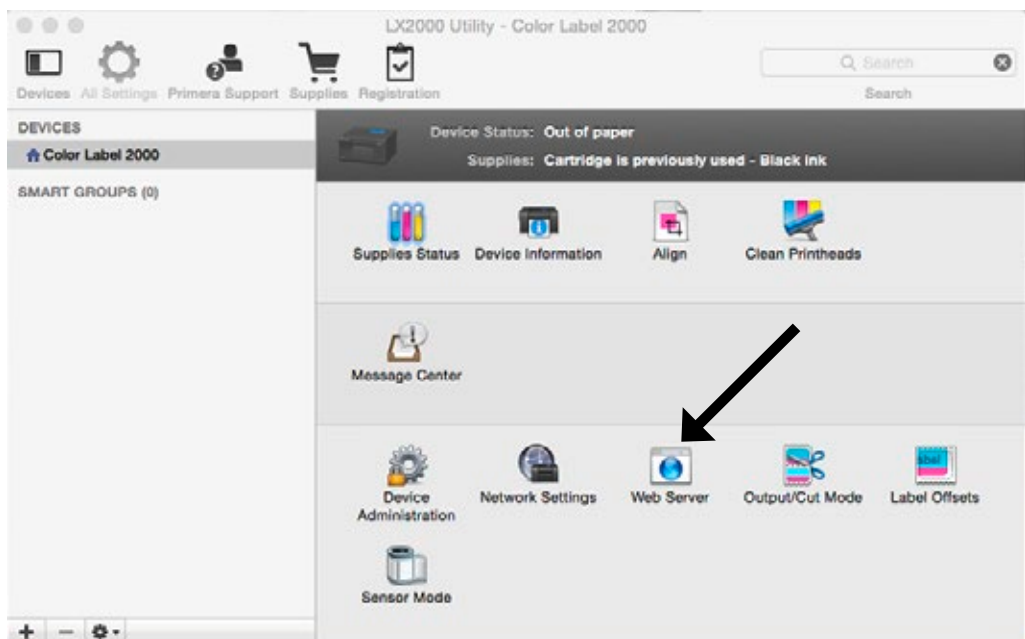 LX2000 Utility - Color Label 2000
Devices All Settings Primera Support Supplies Registration
Search
Search
DEVICES
Color Label 2000
SMART GROUPS (0)
Device Status: Out of paper
Supplies: Cartridge is previously used - Black Ink
Supplies Status Device Information Align Clean Printheads
Message Center
Device Administration Network Settings Web Server Output/Cut Mode Label Offsets
Sensor Mode